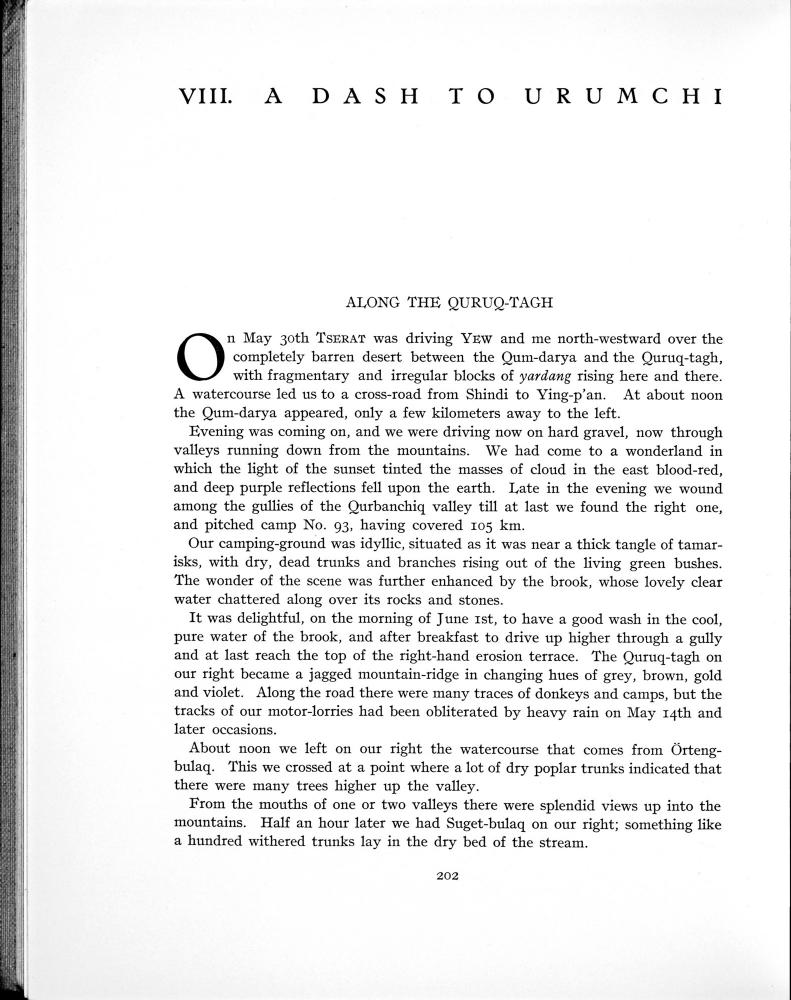 VIII. A DASH TO URUMCHI
ALONG THE QURUQ-TAGH
On May 30th TSERAT was driving YEW and me north-westward over the
completely barren desert between the Qum-darya and the Quruq-tagh,
with fragmentary and irregular blocks of yardang rising here and there.
A watercourse led us to a cross-road from Shindi to Ying-p'an. At about noon
the Qum-darya appeared, only a few kilometers away to the left.
Evening was coming on, and we were driving now on hard gravel, now through
valleys running down from the mountains. We had come to a wonderland in
which the light of the sunset tinted the masses of cloud in the east blood-red,
and deep purple reflections fell upon the earth. Late in the evening we wound
among the gullies of the Qurbanchiq valley till at last we found the right one,
and pitched camp No. 93, having covered 105 km.
Our camping-ground was idyllic, situated as it was near a thick tangle of tamar-
isks, with dry, dead trunks and branches rising out of the living green bushes.
The wonder of the scene was further enhanced by the brook, whose lovely clear
water chattered along over its rocks and stones.
It was delightful, on the morning of June 1st, to have a good wash in the cool,
pure water of the brook, and after breakfast to drive up higher through a gully
and at last reach the top of the right-hand erosion terrace. The Quruq-tagh on
our right became a jagged mountain-ridge in changing hues of grey, brown, gold
and violet. Along the road there were many traces of donkeys and camps, but the
tracks of our motor-lorries had been obliterated by heavy rain on May 14th and
later occasions.
About noon we left on our right the watercourse that comes from Örteng-
bulaq. This we crossed at a point where a lot of dry poplar trunks indicated that
there were many trees higher up the valley.
From the mouths of one or two valleys there were splendid views up into the
mountains. Half an hour later we had Suget-bulaq on our right; something like
a hundred withered trunks lay in the dry bed of the stream.
202